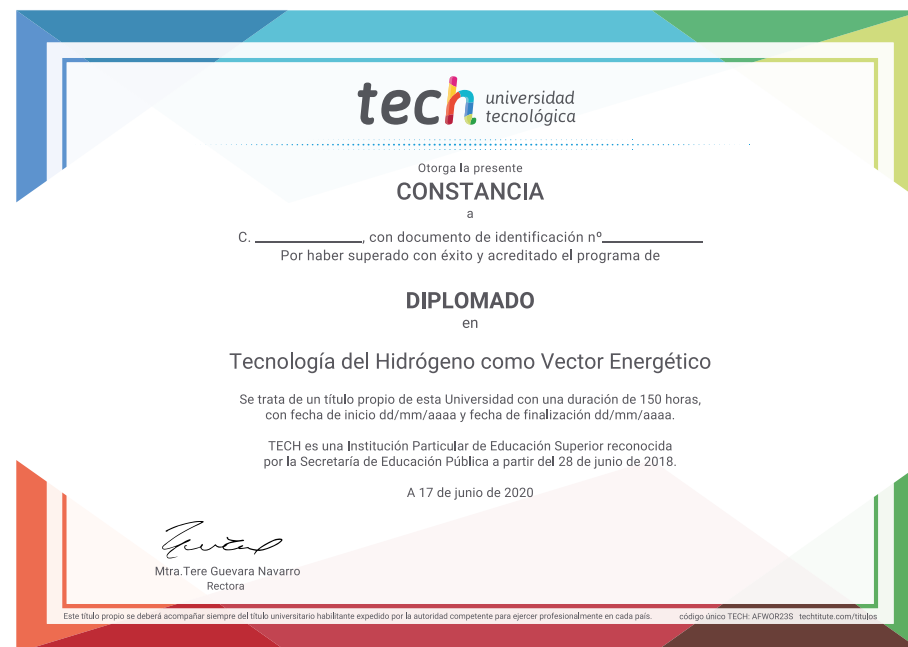 tech universidad
tecnológica
Otorga la presente
CONSTANCIA
a
C. ____________, con documento de identificación nº____________
Por haber superado con éxito y acreditado el programa de
DIPLOMADO
en
Tecnología del Hidrógeno como Vector Energético
Se trata de un título propio de esta Universidad con una duración de 150 horas,
con fecha de inicio dd/mm/aaaa y fecha de finalización dd/mm/aaaa.
TECH es una Institución Particular de Educación Superior reconocida
por la Secretaría de Educación Pública a partir del 28 de junio de 2018.
A 17 de junio de 2020
Mtra.Tere Guevara Navarro
Rectora
Este título propio se deberá acompañar siempre del título universitario habilitante expedido por la autoridad competente para ejercer profesionalmente en cada país. código único TECH: AFWOR23S techtitute.com/titulos